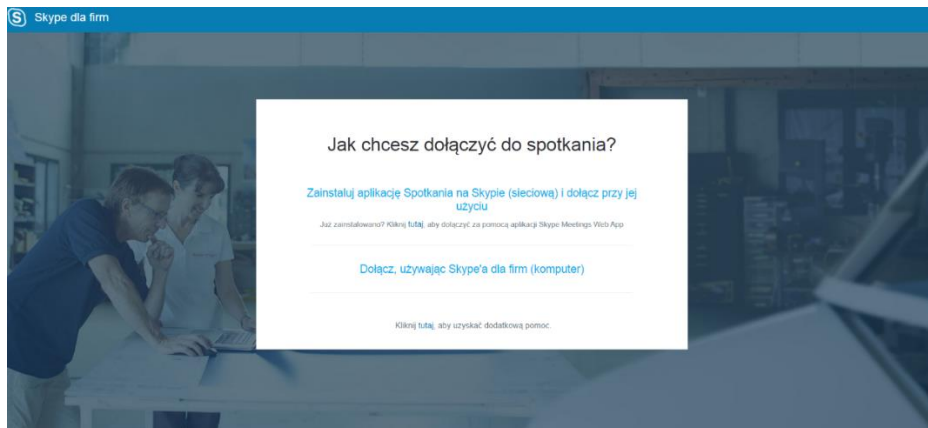 Skype dla firm
Jak chcesz dołączyć do spotkania?
Zainstaluj aplikację Spotkania na Skypie (sieciową) i dołącz przy jej
użyciu
Już zainstalowano? Kliknij tutaj, aby dołączyć za pomocą aplikacji Skype Meetings Web App
Dołącz, używając Skype'a dla firm (komputer)
Kliknij tutaj, aby uzyskać dodatkową pomoc.